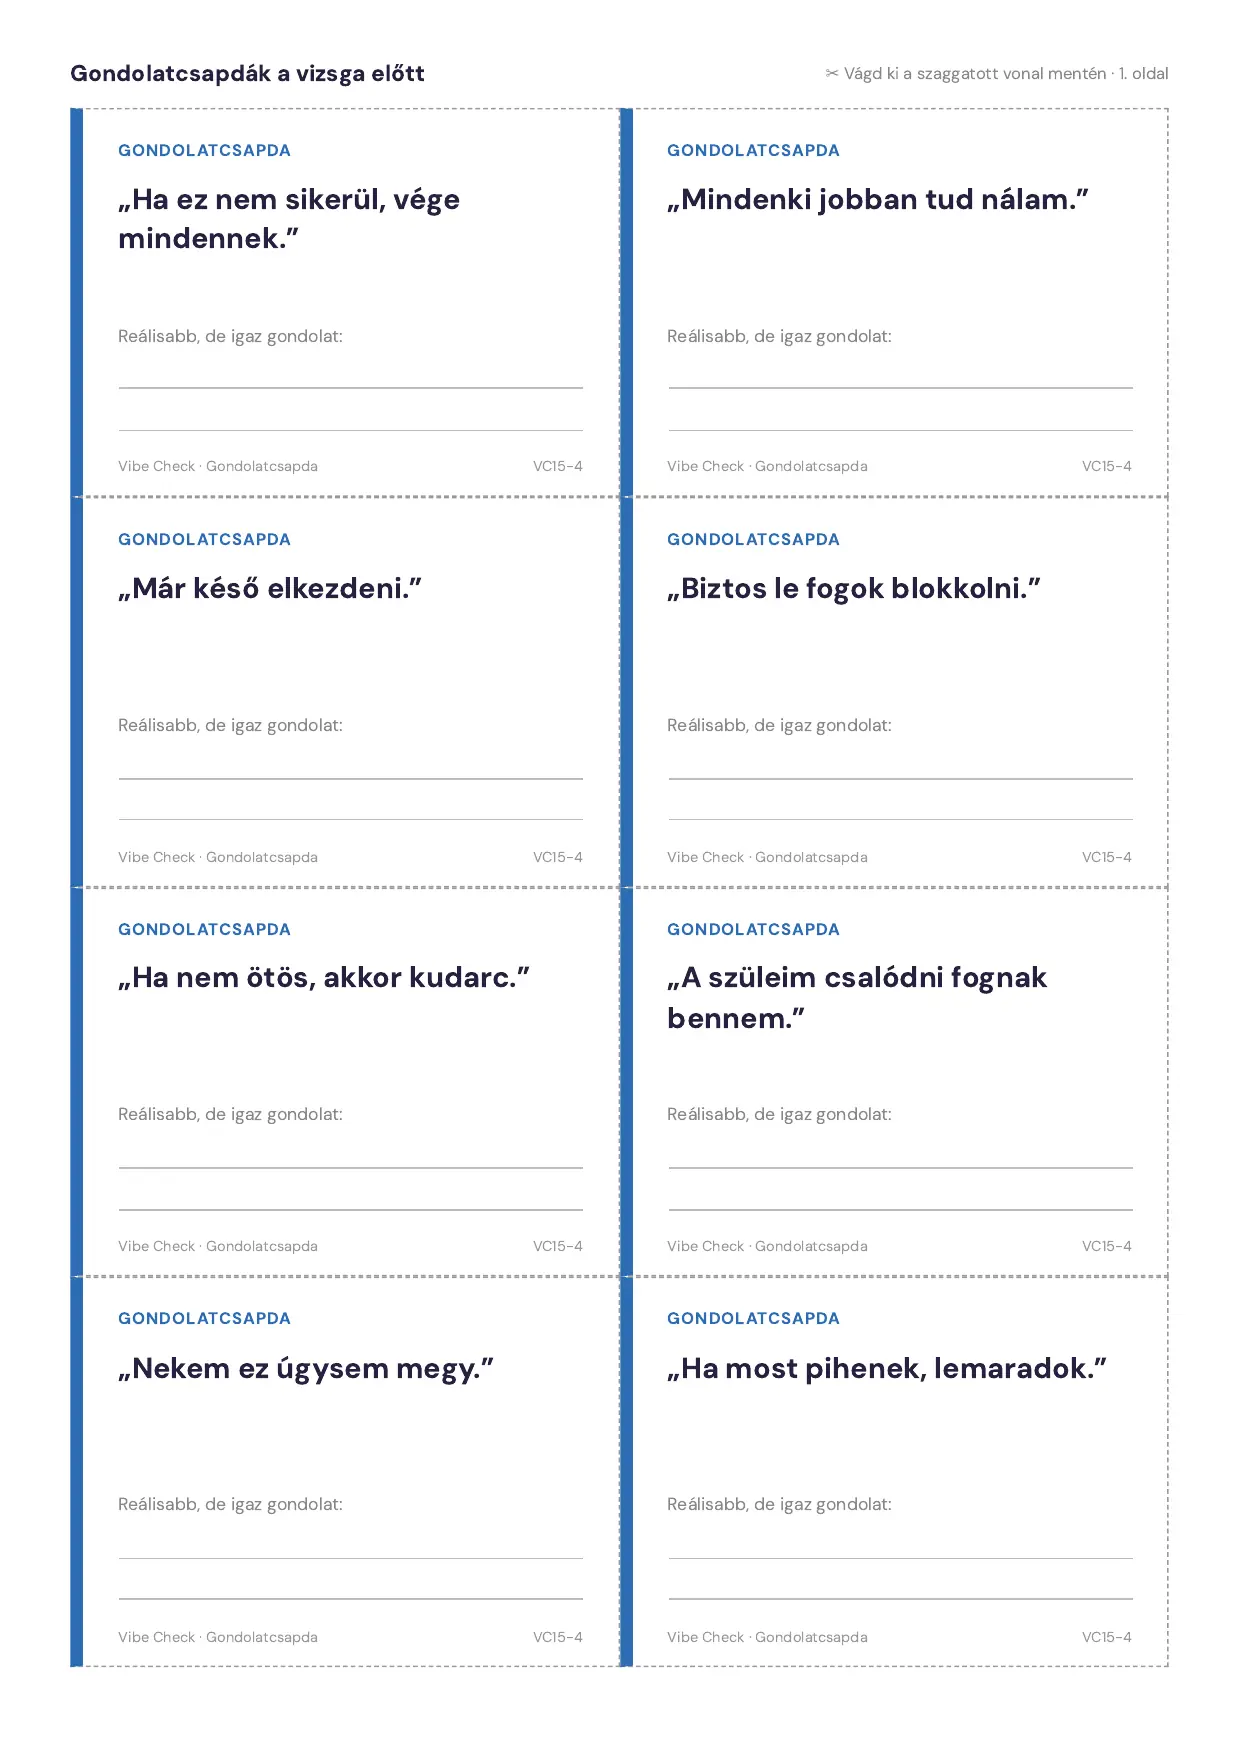 Gondolatcsapdák a vizsga előtt
✂ Vágd ki a szaggatott vonal mentén · 1. oldal
GONDOLATCSAPDA
„Ha ez nem sikerül, vége
mindennek.”
Reálisabb, de igaz gondolat:
Vibe Check · Gondolatcsapda
VC15-4
GONDOLATCSAPDA
„Mindenki jobban tud nálam.”
Reálisabb, de igaz gondolat:
Vibe Check · Gondolatcsapda
VC15-4
GONDOLATCSAPDA
„Már késő elkezdeni.”
Reálisabb, de igaz gondolat:
Vibe Check · Gondolatcsapda
VC15-4
GONDOLATCSAPDA
„Biztos le fogok blokkolni.”
Reálisabb, de igaz gondolat:
Vibe Check · Gondolatcsapda
VC15-4
GONDOLATCSAPDA
„Ha nem ötös, akkor kudarc.”
Reálisabb, de igaz gondolat:
Vibe Check · Gondolatcsapda
VC15-4
GONDOLATCSAPDA
„A szüleim csalódni fognak
bennem.”
Reálisabb, de igaz gondolat:
Vibe Check · Gondolatcsapda
VC15-4
GONDOLATCSAPDA
„Nekem ez úgysem megy.”
Reálisabb, de igaz gondolat:
Vibe Check · Gondolatcsapda
VC15-4
GONDOLATCSAPDA
„Ha most pihenek, lemaradok.”
Reálisabb, de igaz gondolat:
Vibe Check · Gondolatcsapda
VC15-4